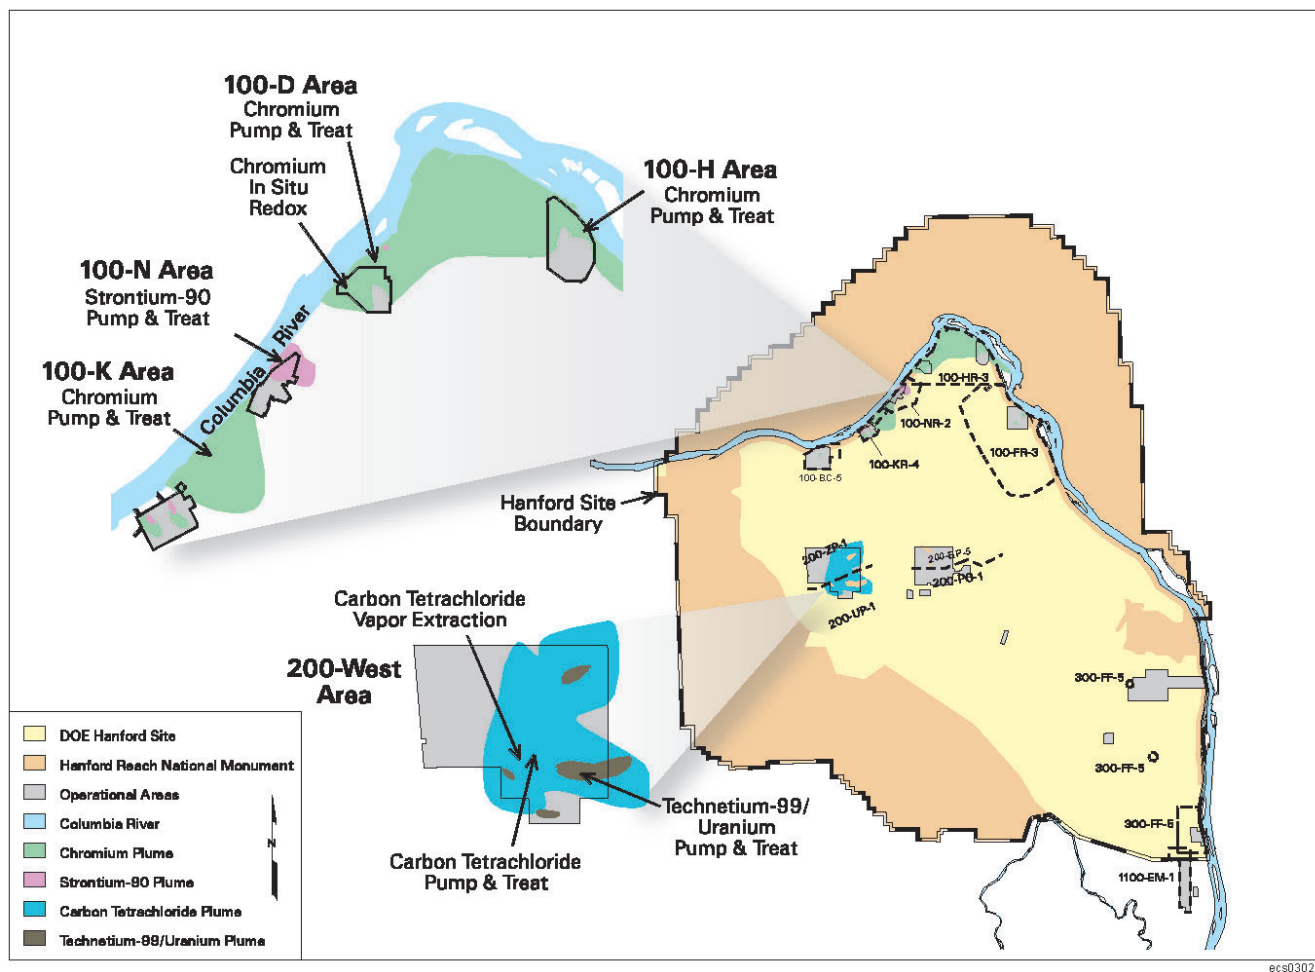 100-D Area
Chromium
Pump & Treat
Chromium
In Situ
Redox
100-H Area
Chromium
Pump & Treat
100-N Area
Strontium-90
Pump & Treat
100-K Area
Chromium
Pump & Treat
Columbia River
100-HR-3
100-NR-2
100-FR-3
100-KR-4
100-BC-5
Hanford Site
Boundary
200-ZP-1
200-BP-5
200-PO-1
200-UP-1
Carbon Tetrachloride
Vapor Extraction
200-West
Area
300-FF-5
300-FF-5
300-FF-5
1100-EM-1
Technetium-99/
Uranium
Pump & Treat
Carbon Tetrachloride
Pump & Treat
DOE Hanford Site
Hanford Reach National Monument
Operational Areas
Columbia River
Chromium Plume
Strontium-90 Plume
Carbon Tetrachloride Plume
Technetium-99/Uranium Plume
N
ecs0302